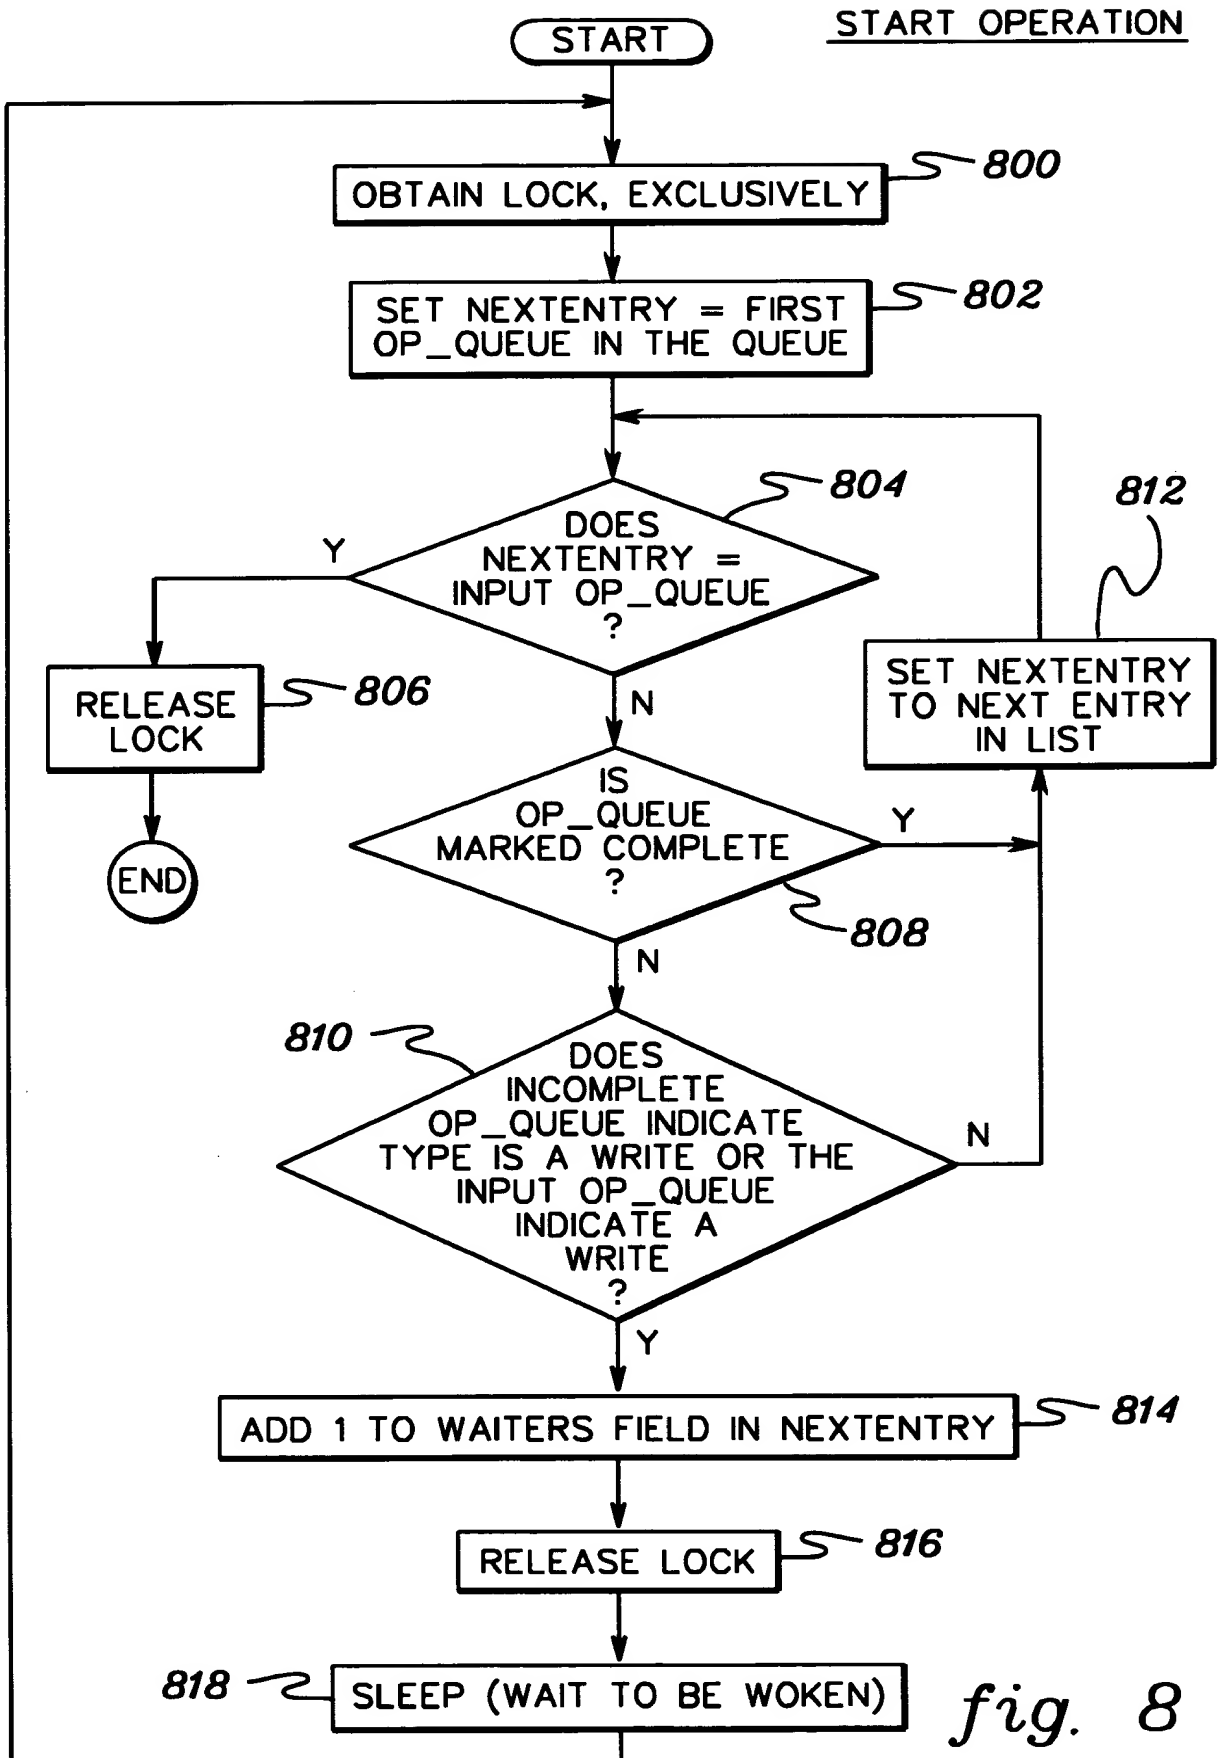 START OPERATION
START
800
OBTAIN LOCK, EXCLUSIVELY
802
SET NEXTENTRY = FIRST
OP_QUEUE IN THE QUEUE
804
812
DOES
NEXTENTRY =
INPUT OP_QUEUE
?
Y
N
806
RELEASE
LOCK
END
SET NEXTENTRY
TO NEXT ENTRY
IN LIST
IS
OP_QUEUE
MARKED COMPLETE
?
Y
808
N
810
DOES
INCOMPLETE
OP_QUEUE INDICATE
TYPE IS A WRITE OR THE
INPUT OP_QUEUE
INDICATE A
WRITE
?
N
Y
ADD 1 TO WAITERS FIELD IN NEXTENTRY
814
RELEASE LOCK
816
818
SLEEP (WAIT TO BE WOKEN)
fig. 8